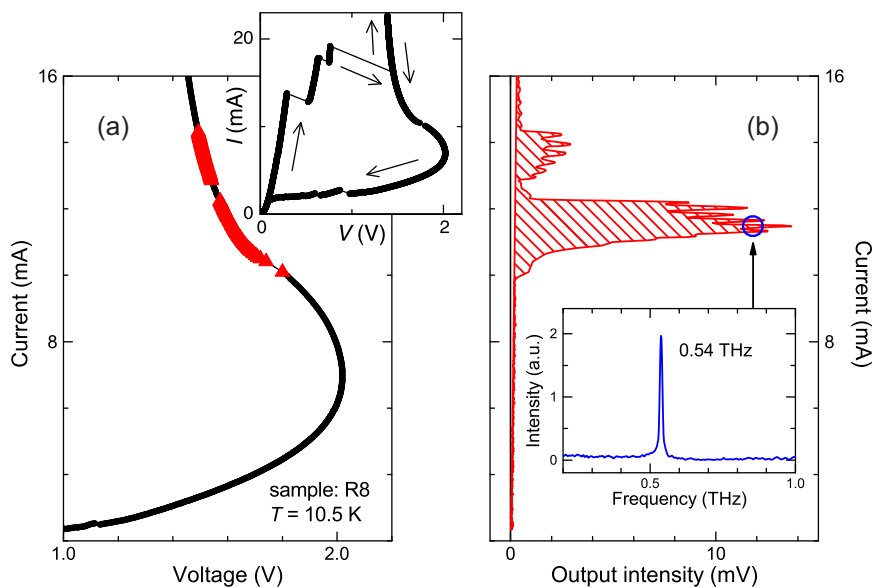 (a)
16
8
Current (mA)
1.0
2.0
Voltage (V)
sample: R8
T = 10.5 K
20
10
0
I (mA)
0
1
2
V (V)
(b)
16
8
Current (mA)
0
10
Output intensity (mV)
2
1
0
Intensity (a.u.)
0.54 THz
0.5
1.0
Frequency (THz)